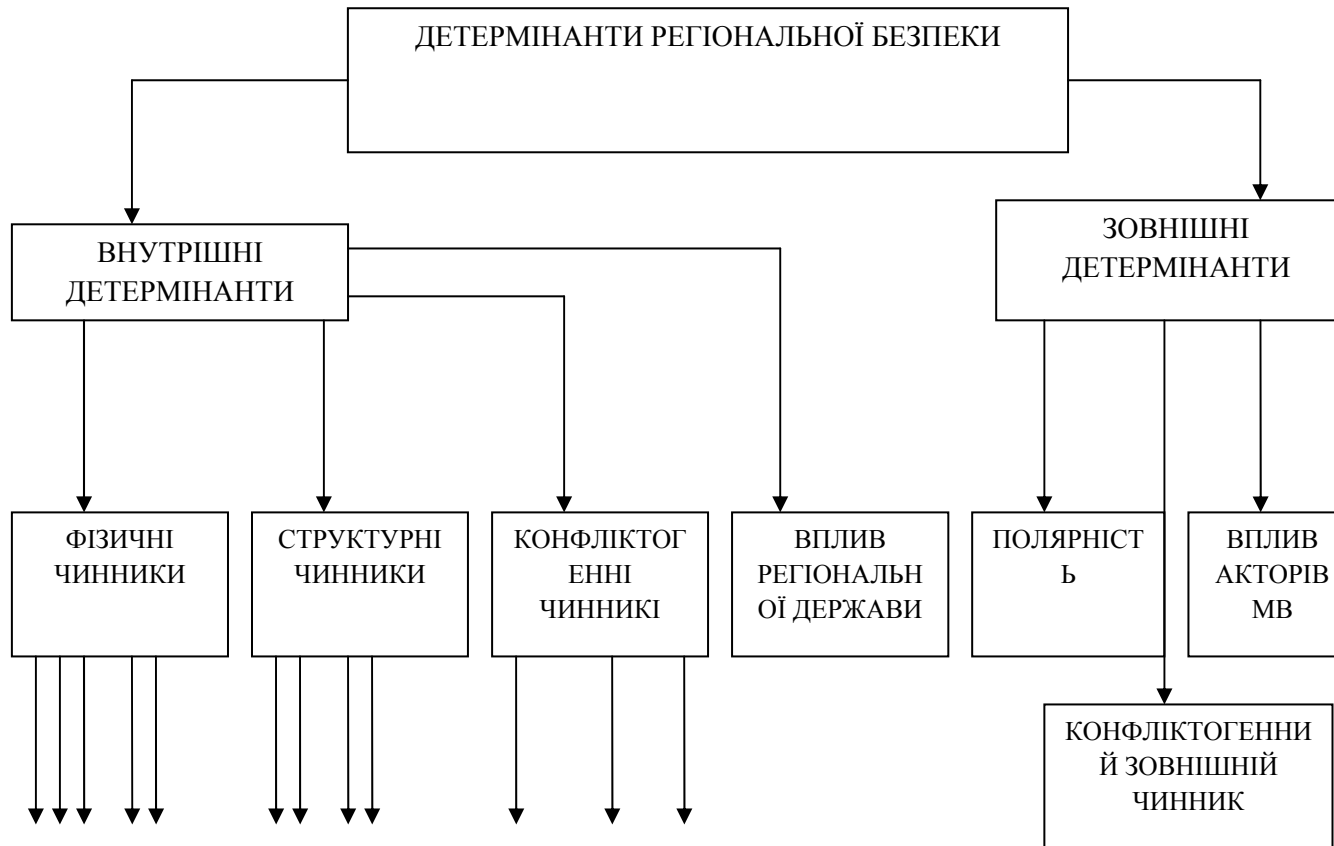 ДЕТЕРМІНАНТИ РЕГІОНАЛЬНОЇ БЕЗПЕКИ
ВНУТРІШНІ
ДЕТЕРМІНАНТИ
ЗОВНІШНІ
ДЕТЕРМІНАНТИ
ФІЗИЧНІ
ЧИННИКИ
СТРУКТУРНІ
ЧИННИКИ
КОНФЛІКТОГ
ЕННІ
ЧИННИКІ
ВПЛИВ
РЕГІОНАЛЬН
ОЇ ДЕРЖАВИ
ПОЛЯРНІСТ
Ь
ВПЛИВ
АКТОРІВ
МВ
КОНФЛІКТОГЕННИ
Й ЗОВНІШНІЙ
ЧИННИК